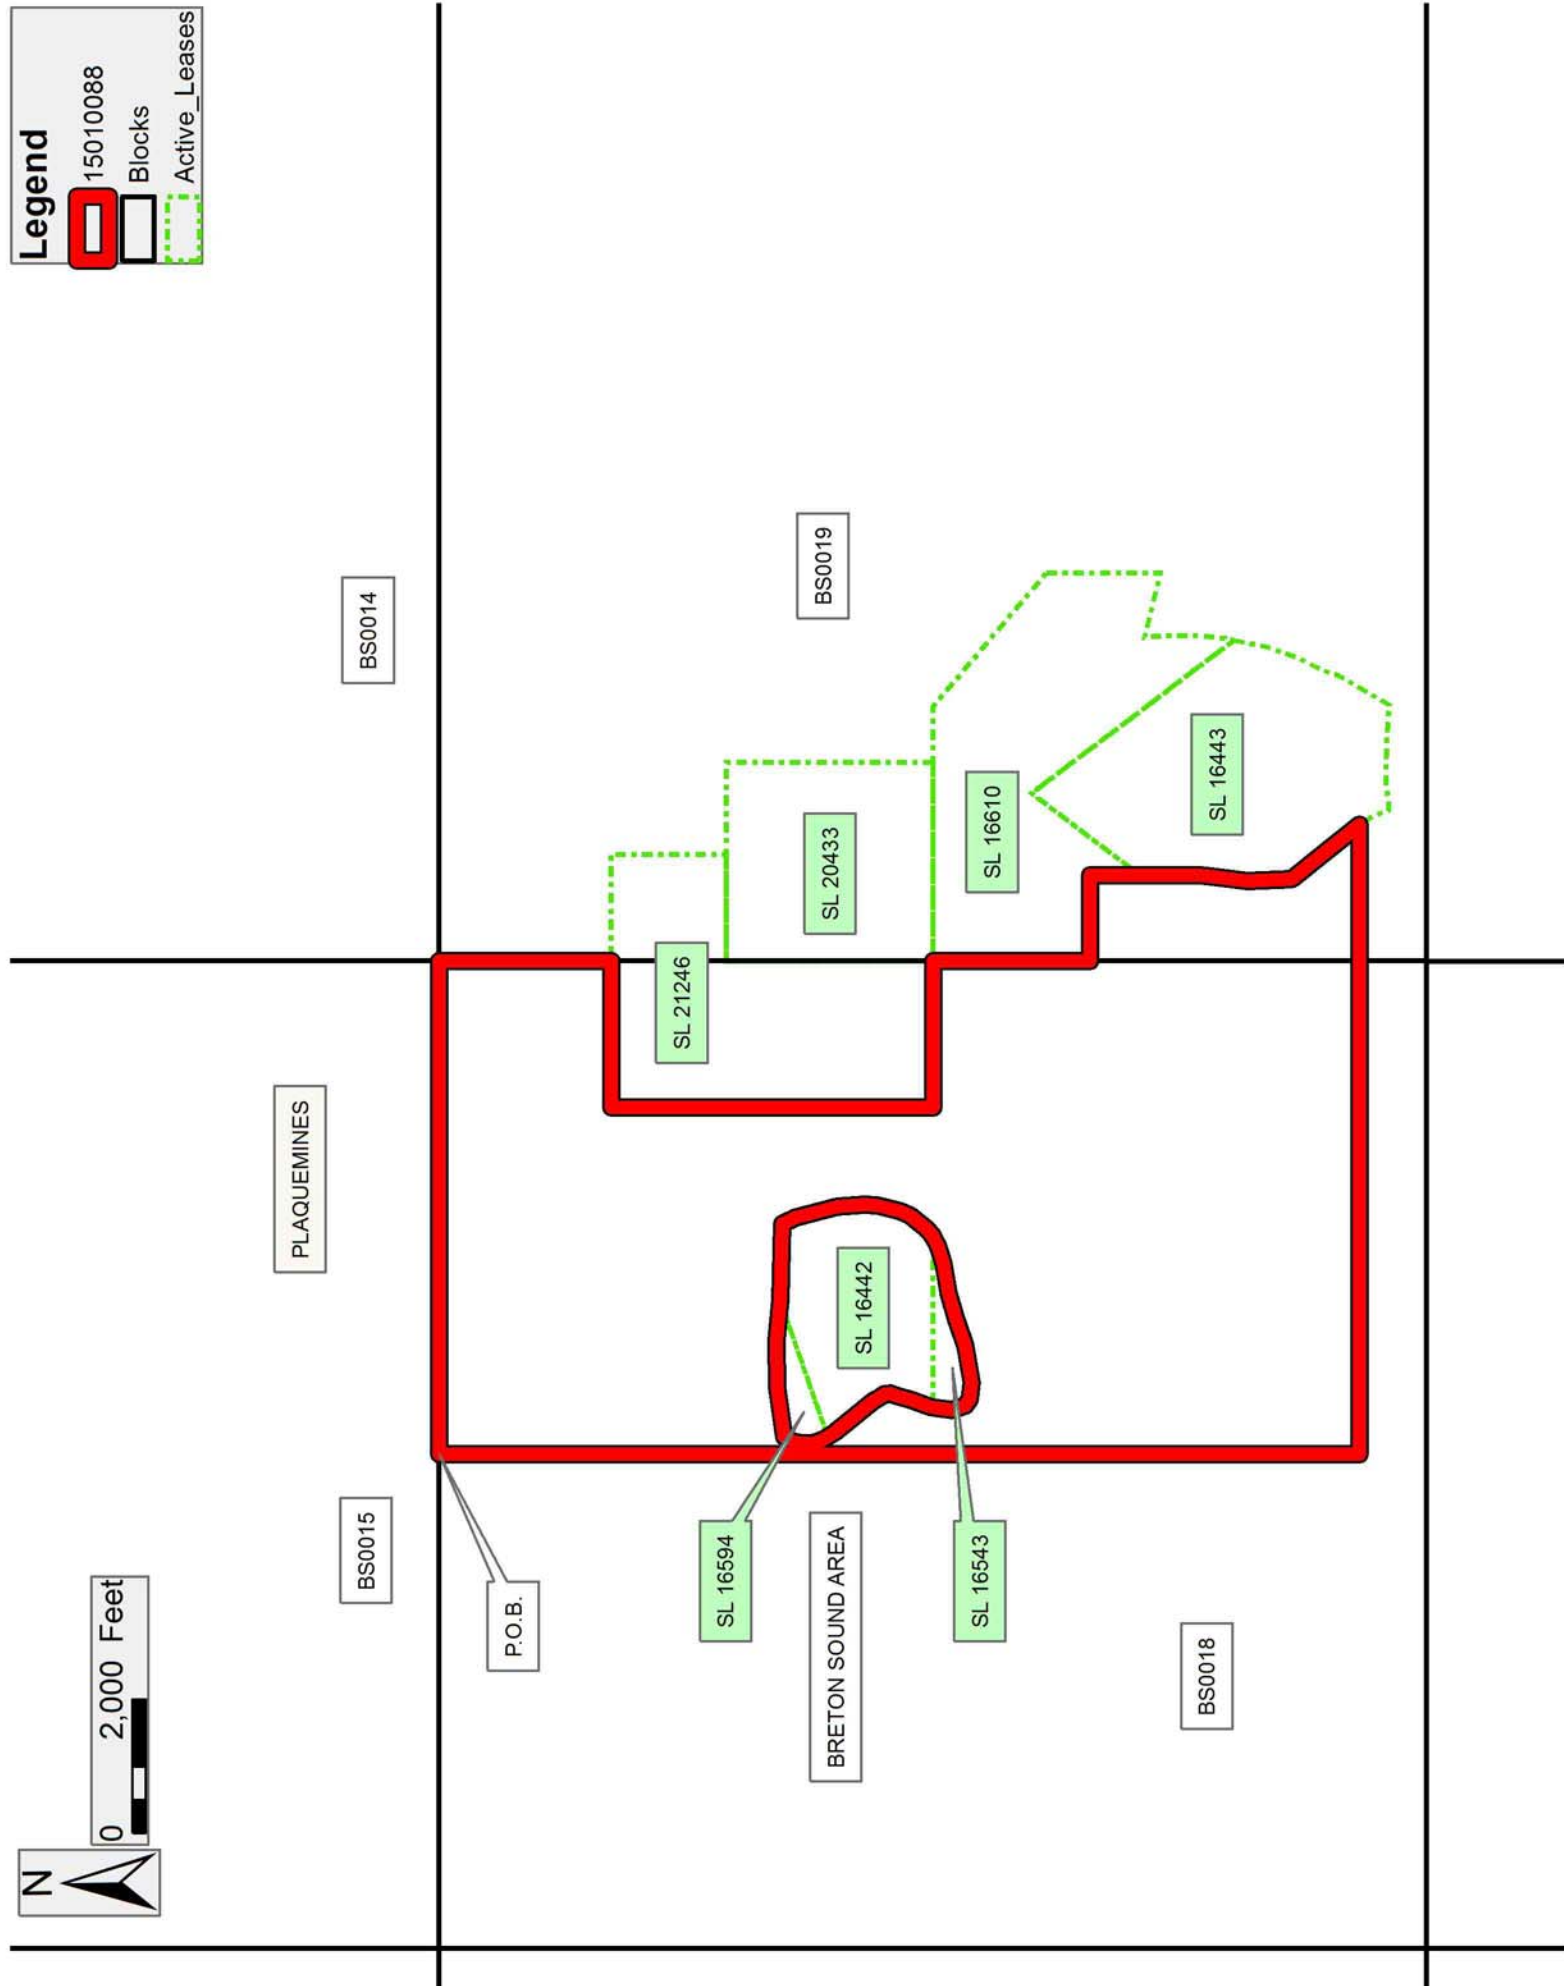 N
0 2,000 Feet
Legend
15010088
Blocks
Active_Leases
PLAQUEMINES
BS0015
BS0014
P.O.B.
SL 21246
SL 16594
BRETON SOUND AREA
SL 16442
SL 20433
BS0019
SL 16543
SL 16610
BS0018
SL 16443